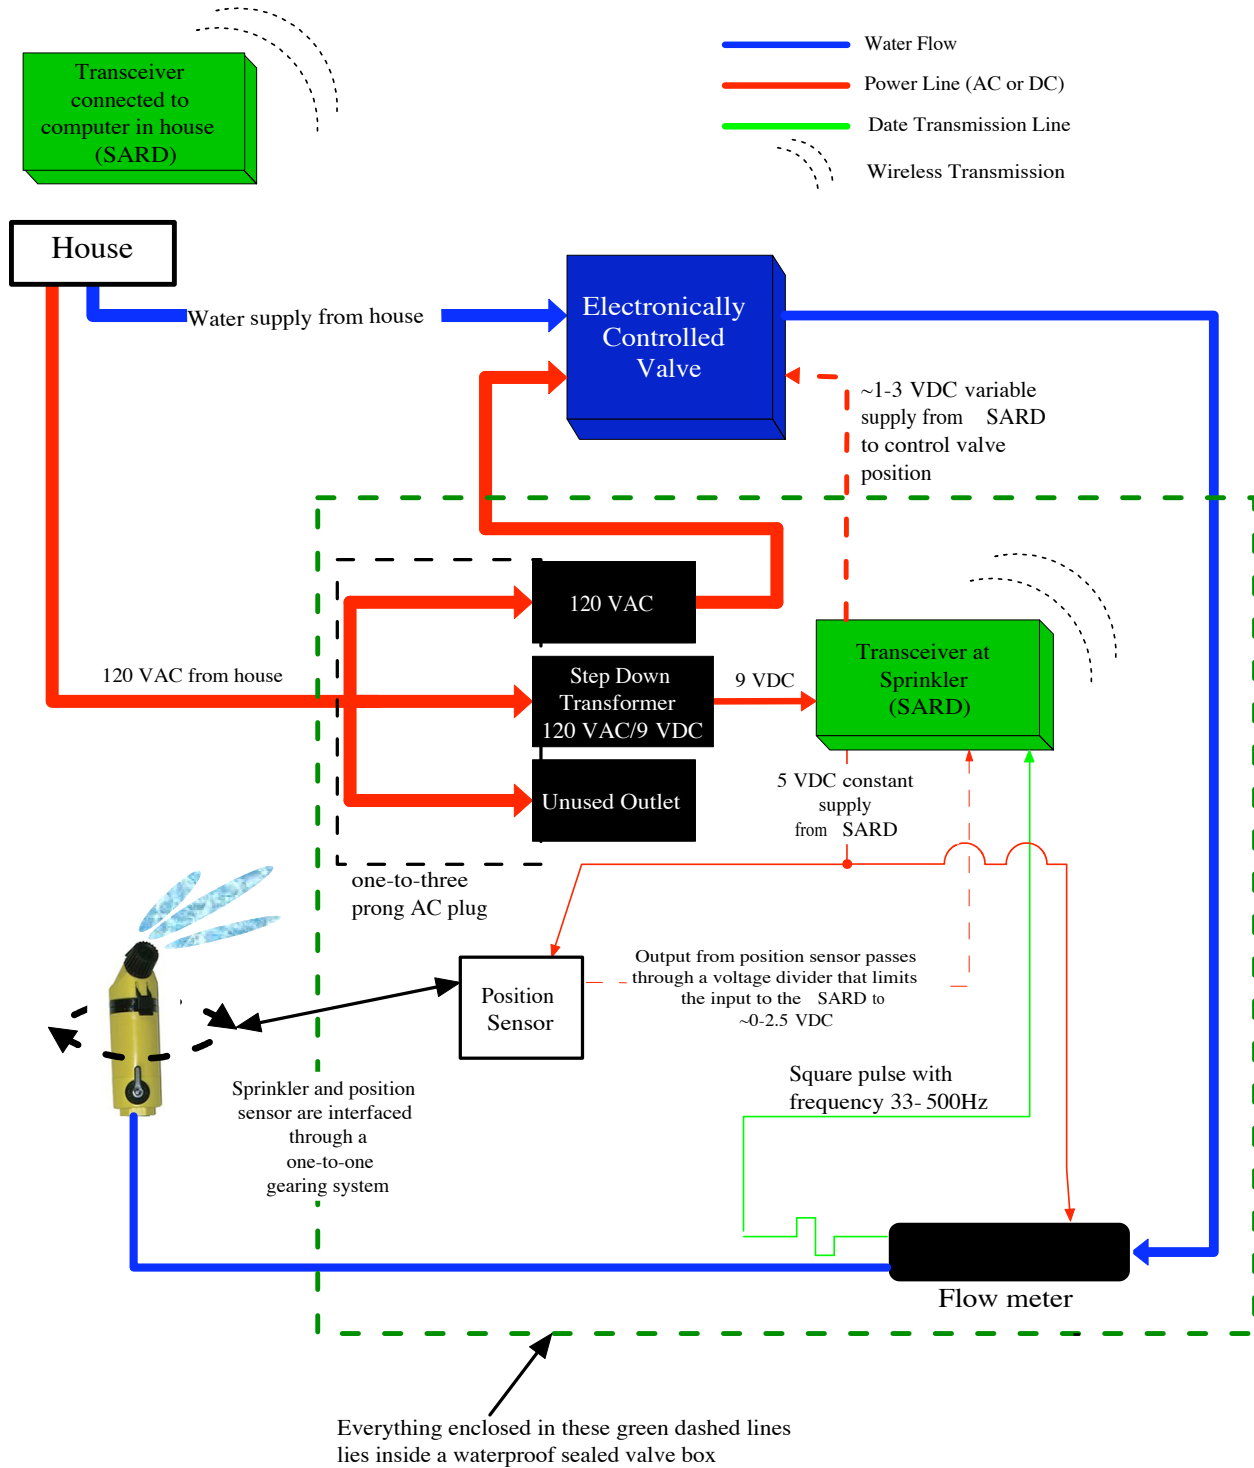 Transceiver
connected to
computer in house
(SARD)
Water Flow
Power Line (AC or DC)
Date Transmission Line
Wireless Transmission
House
Water supply from house
Electronically
Controlled
Valve
~1-3 VDC variable
supply from SARD
to control valve
position
120 VAC from house
120 VAC
Step Down
Transformer
120 VAC/9 VDC
Unused Outlet
9 VDC
Transceiver at
Sprinkler
(SARD)
5 VDC constant
supply
from SARD
one-to-three
prong AC plug
Position
Sensor
Output from position sensor passes
through a voltage divider that limits
the input to the SARD to
~0-2.5 VDC
Sprinkler and position
sensor are interfaced
through a
one-to-one
gearing system
Square pulse with
frequency 33-500Hz
Flow meter
Everything enclosed in these green dashed lines
lies inside a waterproof sealed valve box